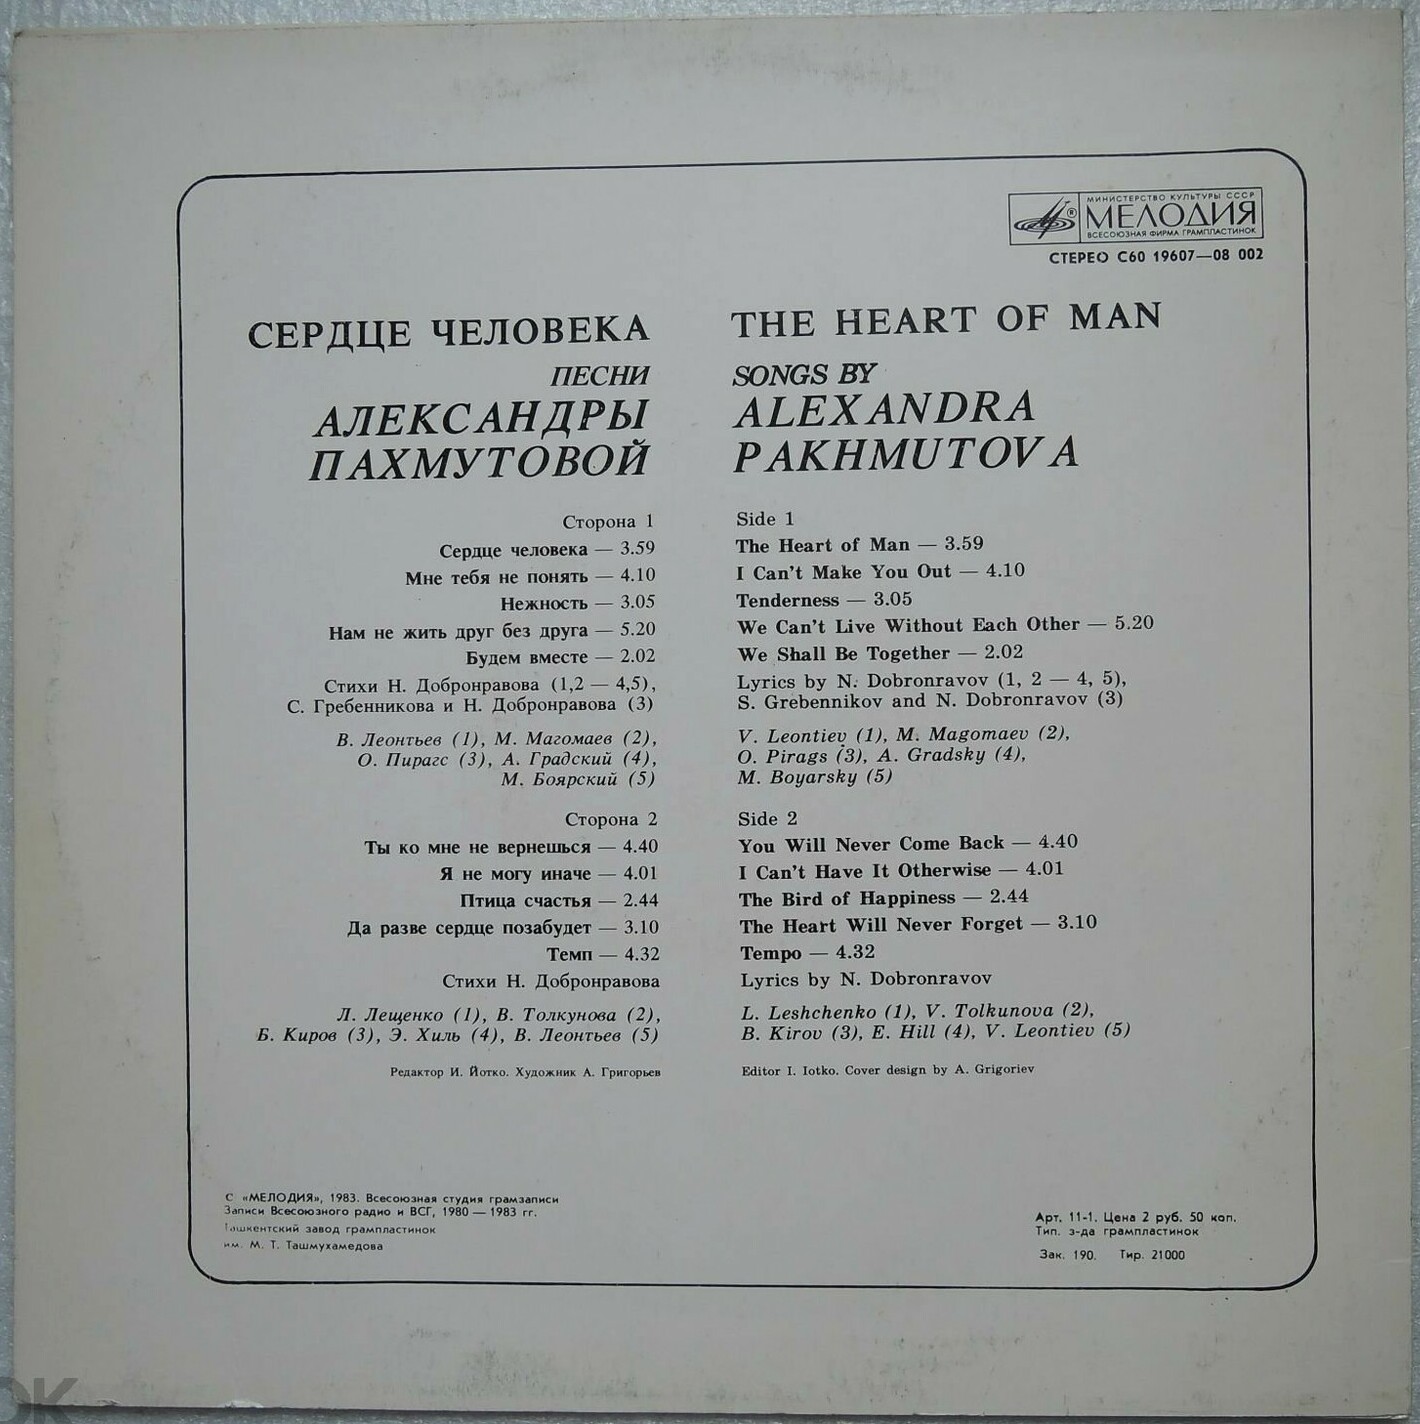 МИНИСТЕРСТВО КУЛЬТУРЫ СССР
МЕЛОДИЯ
ВСЕСОЮЗНАЯ ФИРМА ГРАМПЛАСТИНОК
СТЕРЕО С60 19607—08 002
СЕРДЦЕ ЧЕЛОВЕКА
ПЕСНИ
АЛЕКСАНДРЫ
ПАХМУТОВОЙ
Сторона 1
Сердце человека — 3.59
Мне тебя не понять — 4.10
Нежность — 3.05
Нам не жить друг без друга — 5.20
Будем вместе — 2.02
Стихи Н. Добронравова (1,2 — 4,5),
С. Гребенникова и Н. Добронравова (3)
В. Леонтьев (1), М. Магомаев (2),
О. Пирагс (3), А. Градский (4),
М. Боярский (5)
Сторона 2
Ты ко мне не вернешься — 4.40
Я не могу иначе — 4.01
Птица счастья — 2.44
Да разве сердце позабудет — 3.10
Темп — 4.32
Стихи Н. Добронравова
Л. Лещенко (1), В. Толкунова (2),
Б. Киров (3), Э. Хиль (4), В. Леонтьев (5)
Редактор И. Йотко. Художник А. Григорьев
THE HEART OF MAN
SONGS BY
ALEXANDRA
PAKHMUTOVA
Side 1
The Heart of Man — 3.59
I Can't Make You Out — 4.10
Tenderness — 3.05
We Can't Live Without Each Other — 5.20
We Shall Be Together — 2.02
Lyrics by N. Dobronravov (1, 2 — 4, 5),
S. Grebennikov and N. Dobronravov (3)
V. Leontiev (1), M. Magomaev (2),
O. Pirags (3), A. Gradsky (4),
M. Boyarsky (5)
Side 2
You Will Never Come Back — 4.40
I Can't Have It Otherwise — 4.01
The Bird of Happiness — 2.44
The Heart Will Never Forget — 3.10
Tempo — 4.32
Lyrics by N. Dobronravov
L. Leshchenko (1), V. Tolkunova (2),
B. Kirov (3), E. Hill (4), V. Leontiev (5)
Editor I. Iotko. Cover design by A. Grigoriev
С «МЕЛОДИЯ», 1983. Всесоюзная студия грамзаписи
Записи Всесоюзного радио и ВСГ, 1980 — 1983 гг.
Ташкентский завод грампластинок
им. М. Т. Ташмухамедова
Арт. 11-1. Цена 2 руб. 50 коп.
Тип. з-да грампластинок
Зак. 190. Тир. 21000